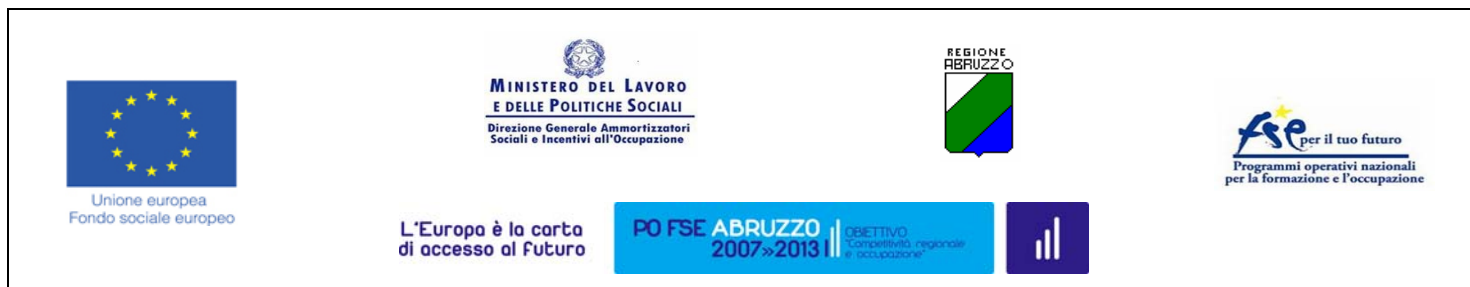 Unione europea
Fondo sociale europeo
MINISTERO DEL LAVORO
E DELLE POLITICHE SOCIALI
Direzione Generale Ammortizzatori
Sociali e Incentivi all'Occupazione
REGIONE
ABRUZZO
fse per il tuo futuro
Programmi operativi nazionali
per la formazione e l'occupazione
L'Europa è la carta
di accesso al futuro
PO FSE ABRUZZO
2007»2013
OBIETTIVO
"Competitività regionale
e occupazione"